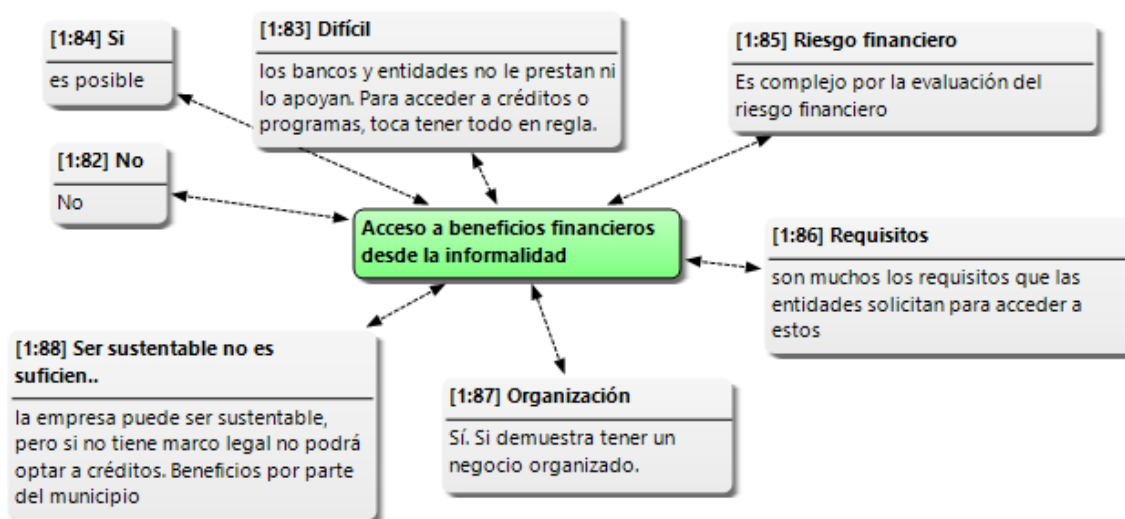 [1:84] Si
es posible
[1:83] Difícil
los bancos y entidades no le prestan ni
lo apoyan. Para acceder a créditos o
programas, toca tener todo en regla.
[1:85] Riesgo financiero
Es complejo por la evaluación del
riesgo financiero
[1:82] No
No
Acceso a beneficios financieros
desde la informalidad
[1:86] Requisitos
son muchos los requisitos que las
entidades solicitan para acceder a
estos
[1:88] Ser sustentable no es
suficien..
la empresa puede ser sustentable,
pero si no tiene marco legal no podrá
optar a créditos. Beneficios por parte
del municipio
[1:87] Organización
Sí. Si demuestra tener un
negocio organizado.